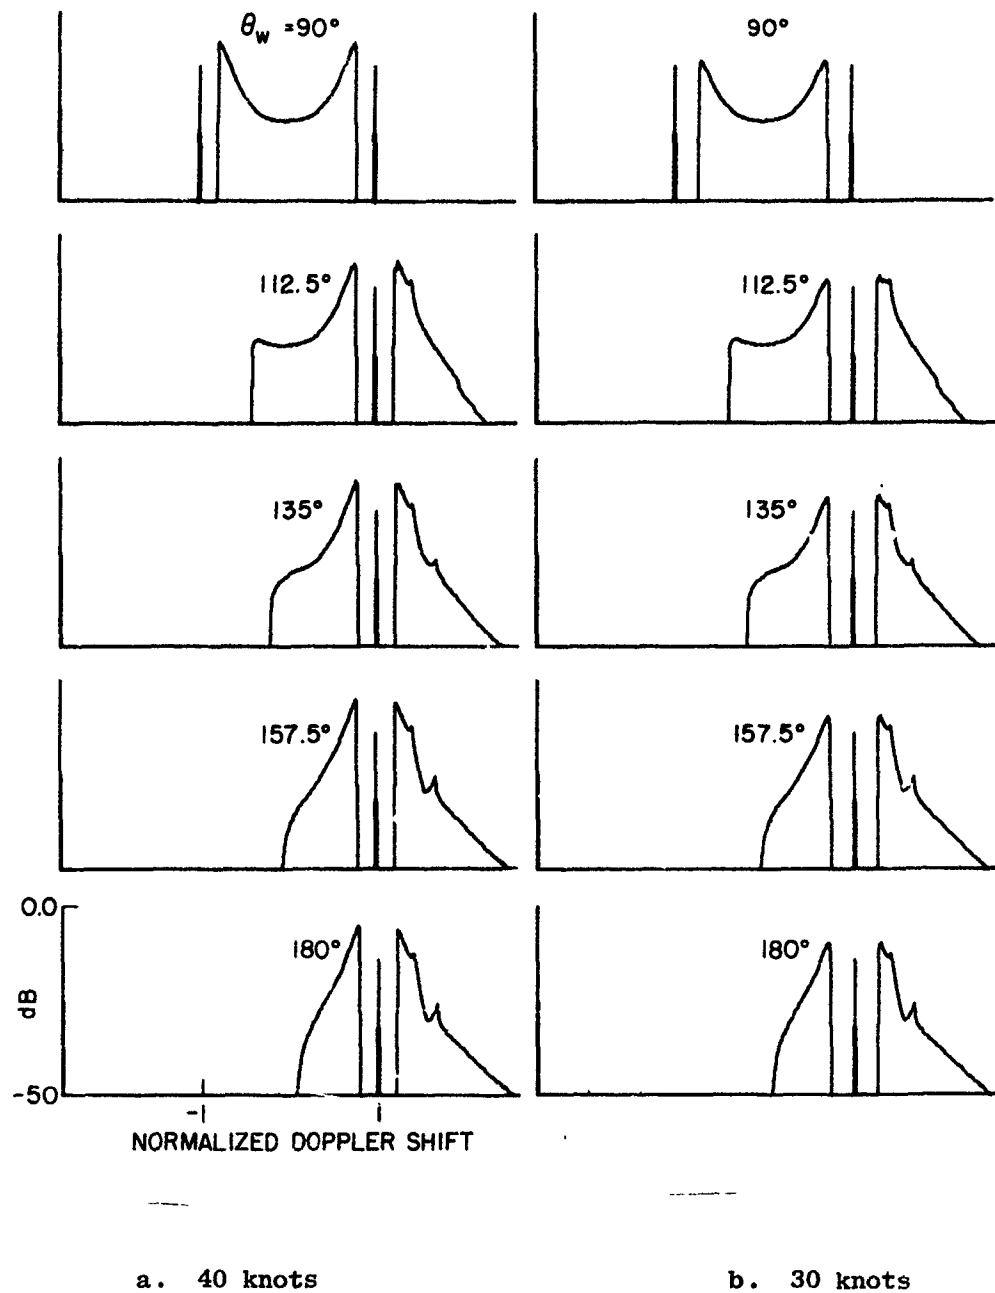 θw =90°
90°
112.5°
112.5°
135°
135°
157.5°
157.5°
0.0
180°
180°
dB
-50
-1
1
NORMALIZED DOPPLER SHIFT
a. 40 knots
b. 30 knots